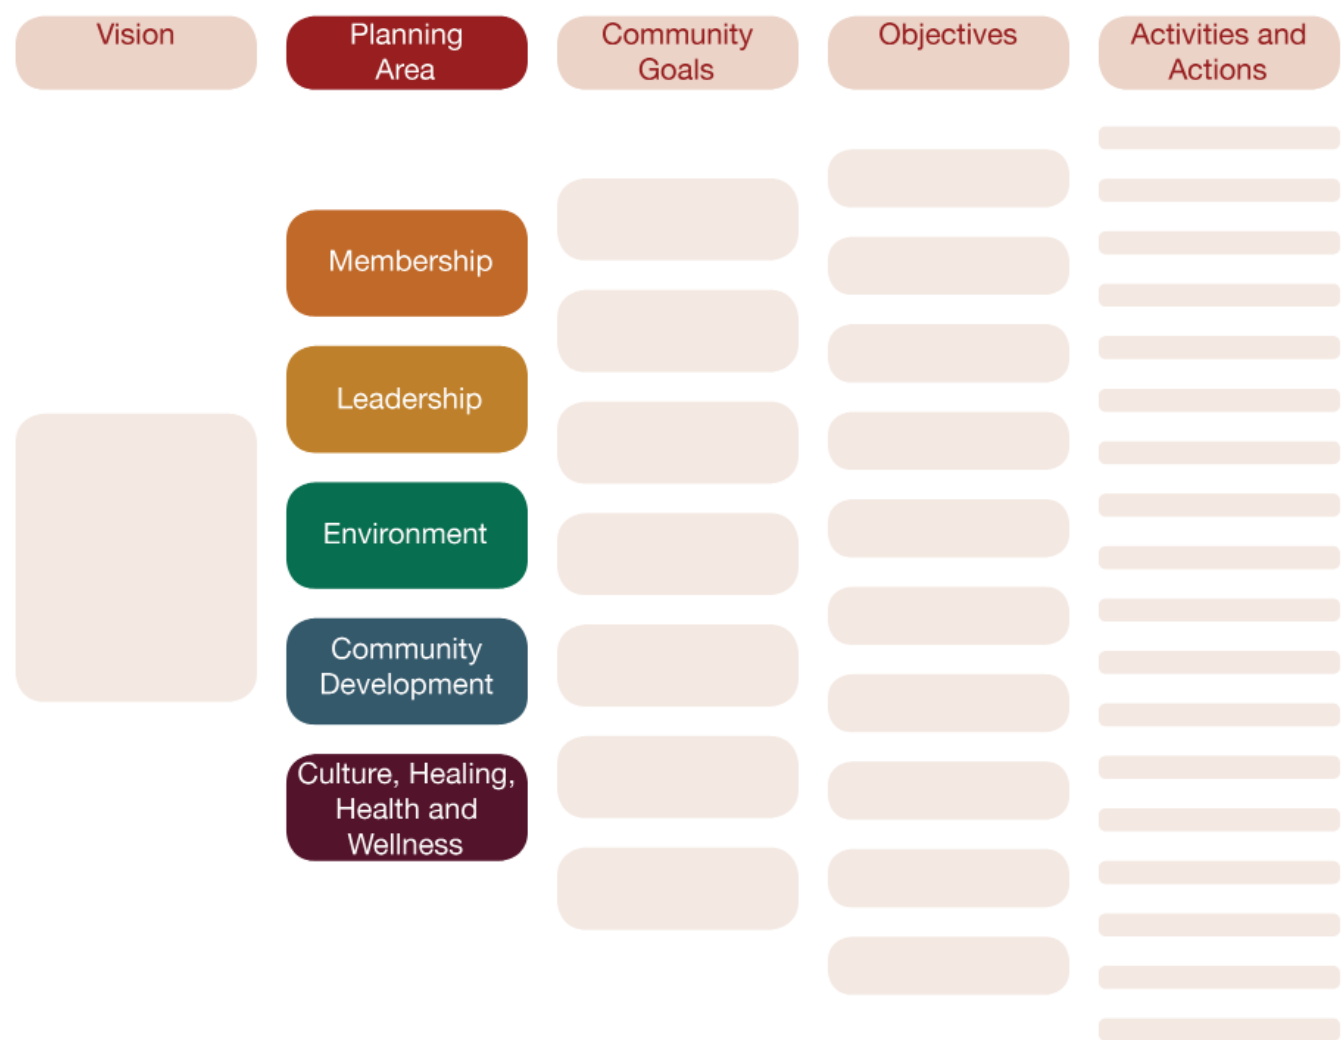 Vision
Planning
Area
Community
Goals
Objectives
Activities and
Actions
Membership
Leadership
Environment
Community
Development
Culture, Healing,
Health and
Wellness